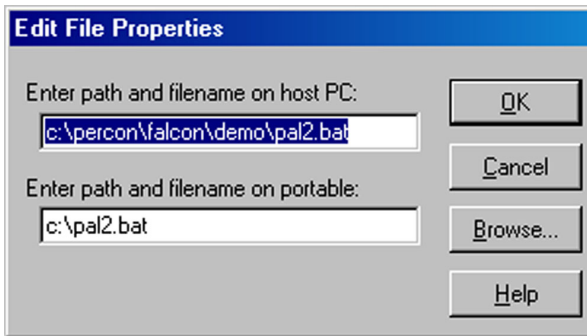 Edit File Properties
Enter path and filename on host PC:
c:\percon\falcon\demo\pal2.bat
Enter path and filename on portable:
c:\pal2.bat
OK
Cancel
Browse...
Help